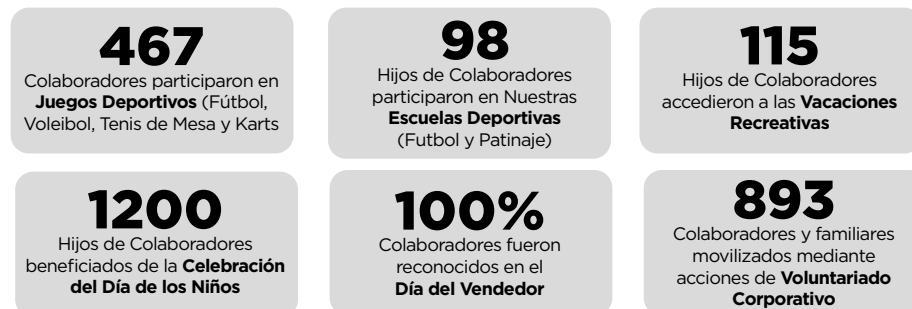 467
Colaboradores participaron en
Juegos Deportivos (Fútbol,
Voleibol, Tenis de Mesa y Karts
98
Hijos de Colaboradores
participaron en Nuestras
Escuelas Deportivas
(Futbol y Patinaje)
115
Hijos de Colaboradores
accedieron a las Vacaciones
Recreativas
1200
Hijos de Colaboradores
beneficiados de la Celebración
del Día de los Niños
100%
Colaboradores fueron
reconocidos en el
Día del Vendedor
893
Colaboradores y familiares
movilizados mediante
acciones de Voluntariado
Corporativo